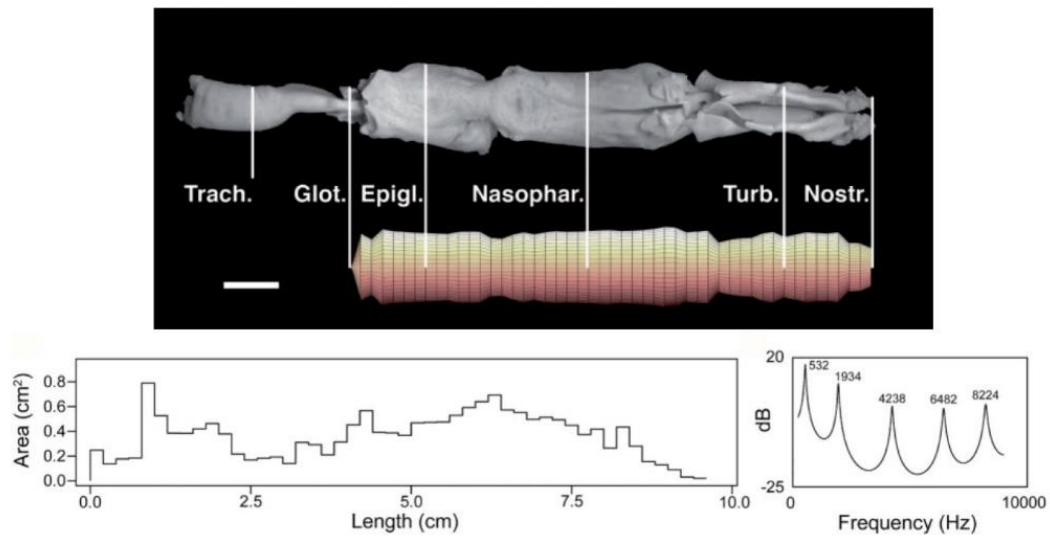 Trach. Glot. Epigl. Nasophar. Turb. Nostr.
Area (cm²)
0.8
0.6
0.4
0.2
0.0
0.0 2.5 5.0 7.5 10.0
Length (cm)
dB
20
-25
532
1934
4238
6482
8224
0 10000
Frequency (Hz)